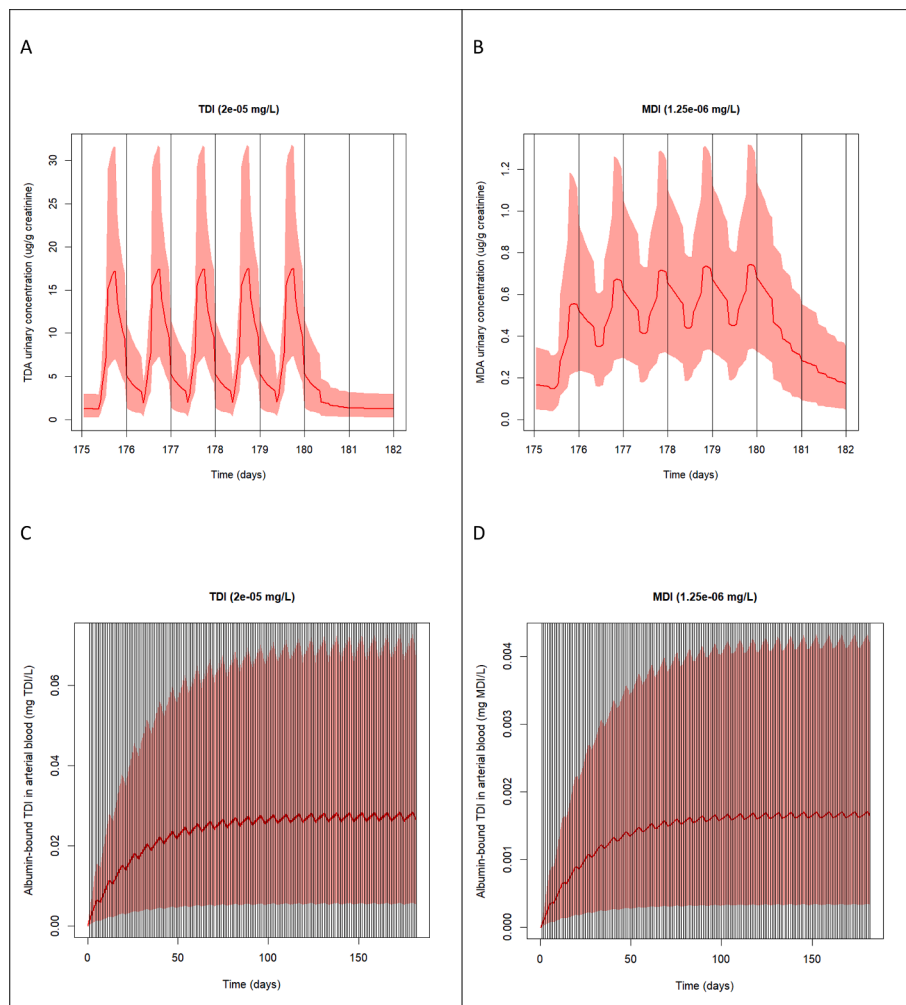 A
TDI (2e-05 mg/L)
TDA urinary concentration (ug/g creatinine)
30
25
20
15
10
5
0
175 176 177 178 179 180 181 182
Time (days)
B
MDI (1.25e-06 mg/L)
MDA urinary concentration (ug/g creatinine)
1.2
1.0
0.8
0.6
0.4
0.2
0.0
175 176 177 178 179 180 181 182
Time (days)
C
TDI (2e-05 mg/L)
Albumin-bound TDI in arterial blood (mg TDI/L)
0.06
0.04
0.02
0.00
0 50 100 150
Time (days)
D
MDI (1.25e-06 mg/L)
Albumin-bound TDI in arterial blood (mg MDI/L)
0.004
0.003
0.002
0.001
0.000
0 50 100 150
Time (days)